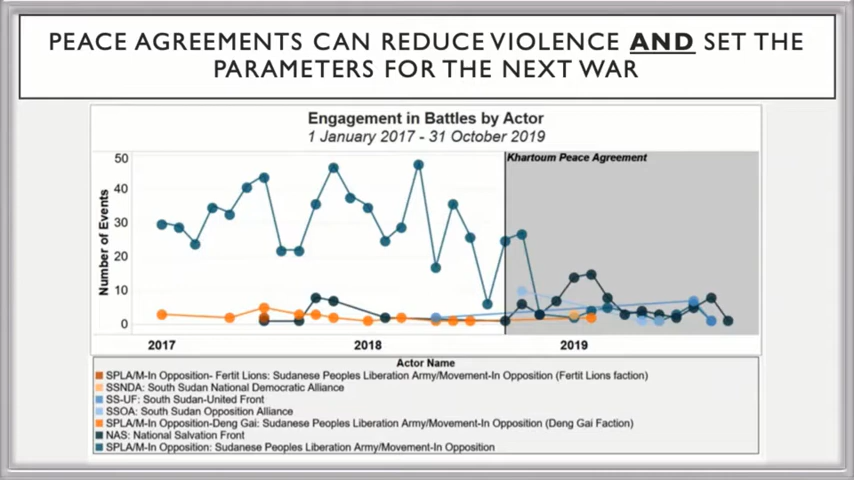 PEACE AGREEMENTS CAN REDUCE VIOLENCE AND SET THE
PARAMETERS FOR THE NEXT WAR
Engagement in Battles by Actor
1 January 2017 - 31 October 2019
Khartoum Peace Agreement
Number of Events
50
40
30
20
10
0
2017 2018 2019
Actor Name
SPLA/M-In Opposition- Fertit Lions: Sudanese Peoples Liberation Army/Movement-In Opposition (Fertit Lions faction)
SSNDA: South Sudan National Democratic Alliance
SS-UF: South Sudan-United Front
SSOA: South Sudan Opposition Alliance
SPLA/M-In Opposition-Deng Gai: Sudanese Peoples Liberation Army/Movement-In Opposition (Deng Gai Faction)
NAS: National Salvation Front
SPLA/M-In Opposition: Sudanese Peoples Liberation Army/Movement-In Opposition